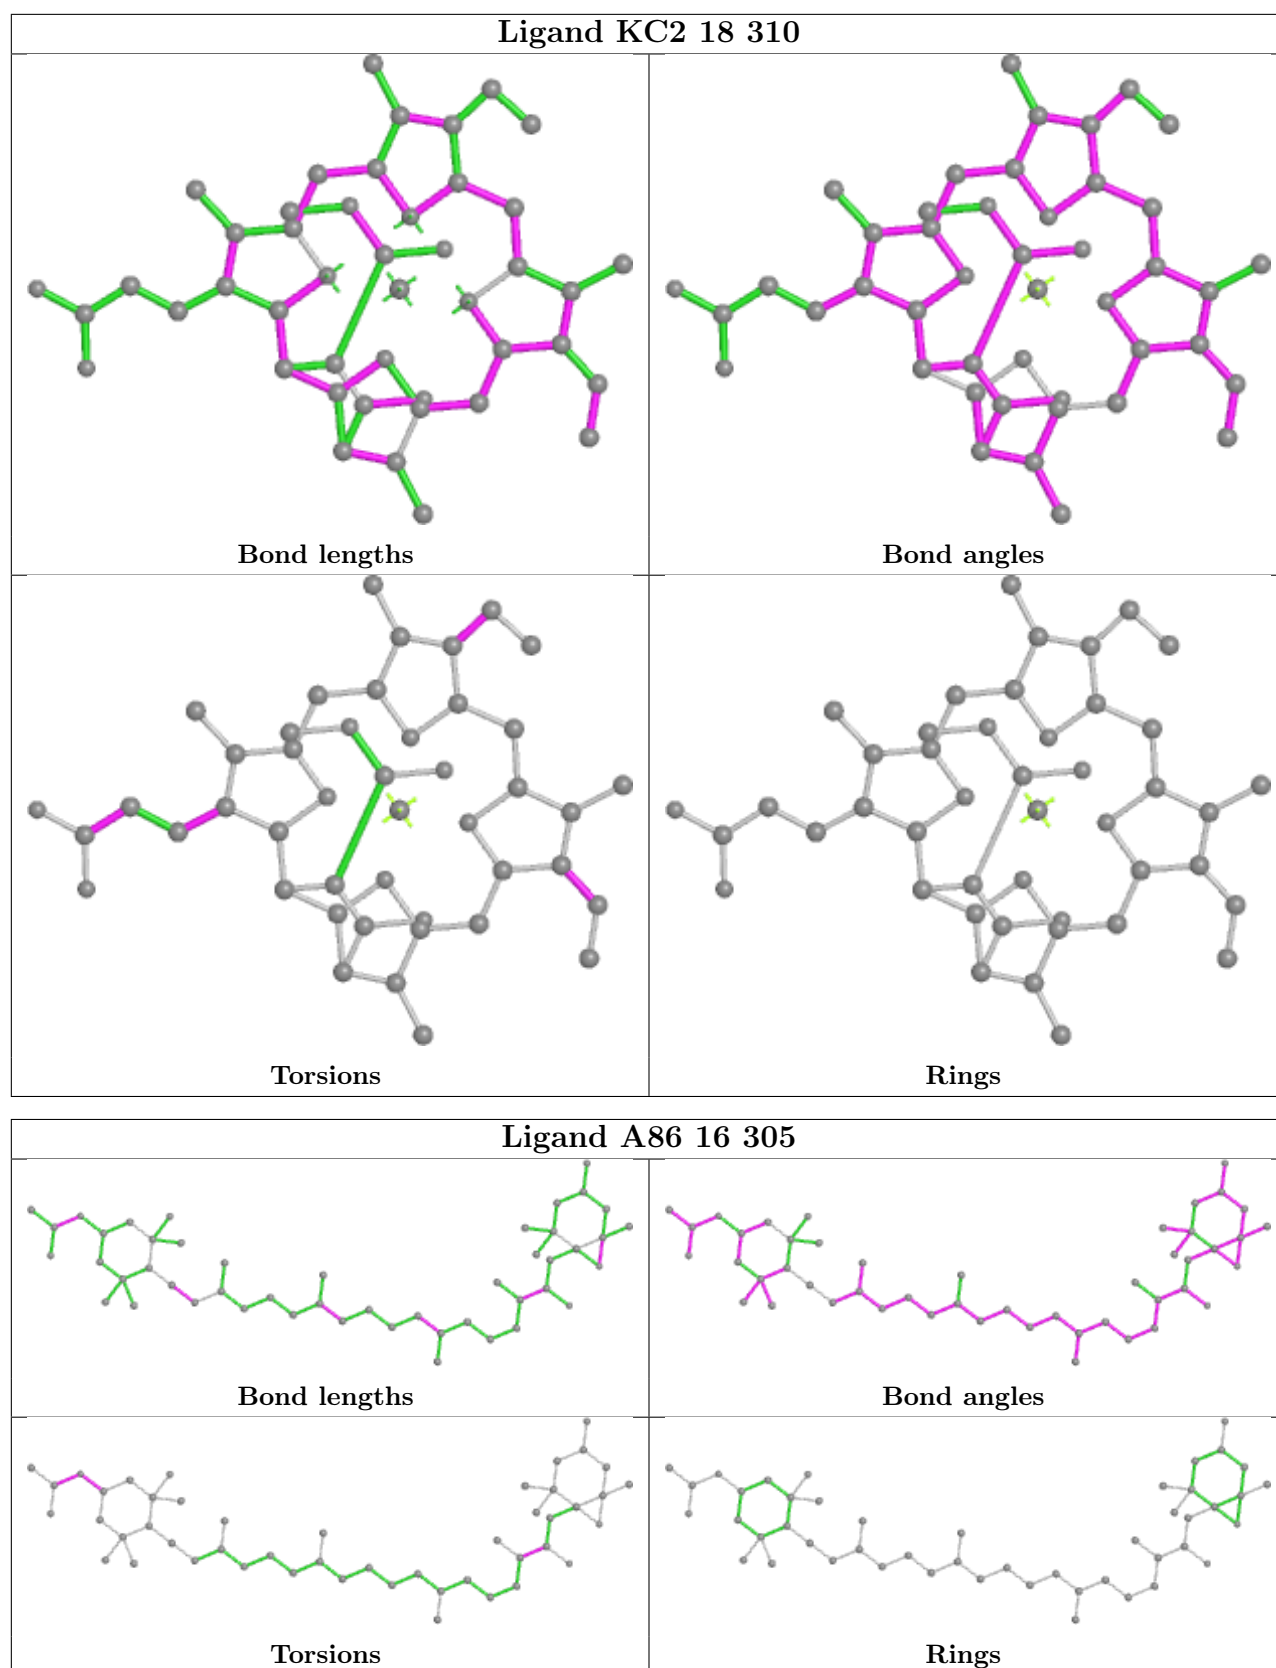 Ligand KC2 18 310
Bond lengths
Bond angles
Torsions
Rings
Ligand A86 16 305
Bond lengths
Bond angles
Torsions
Rings